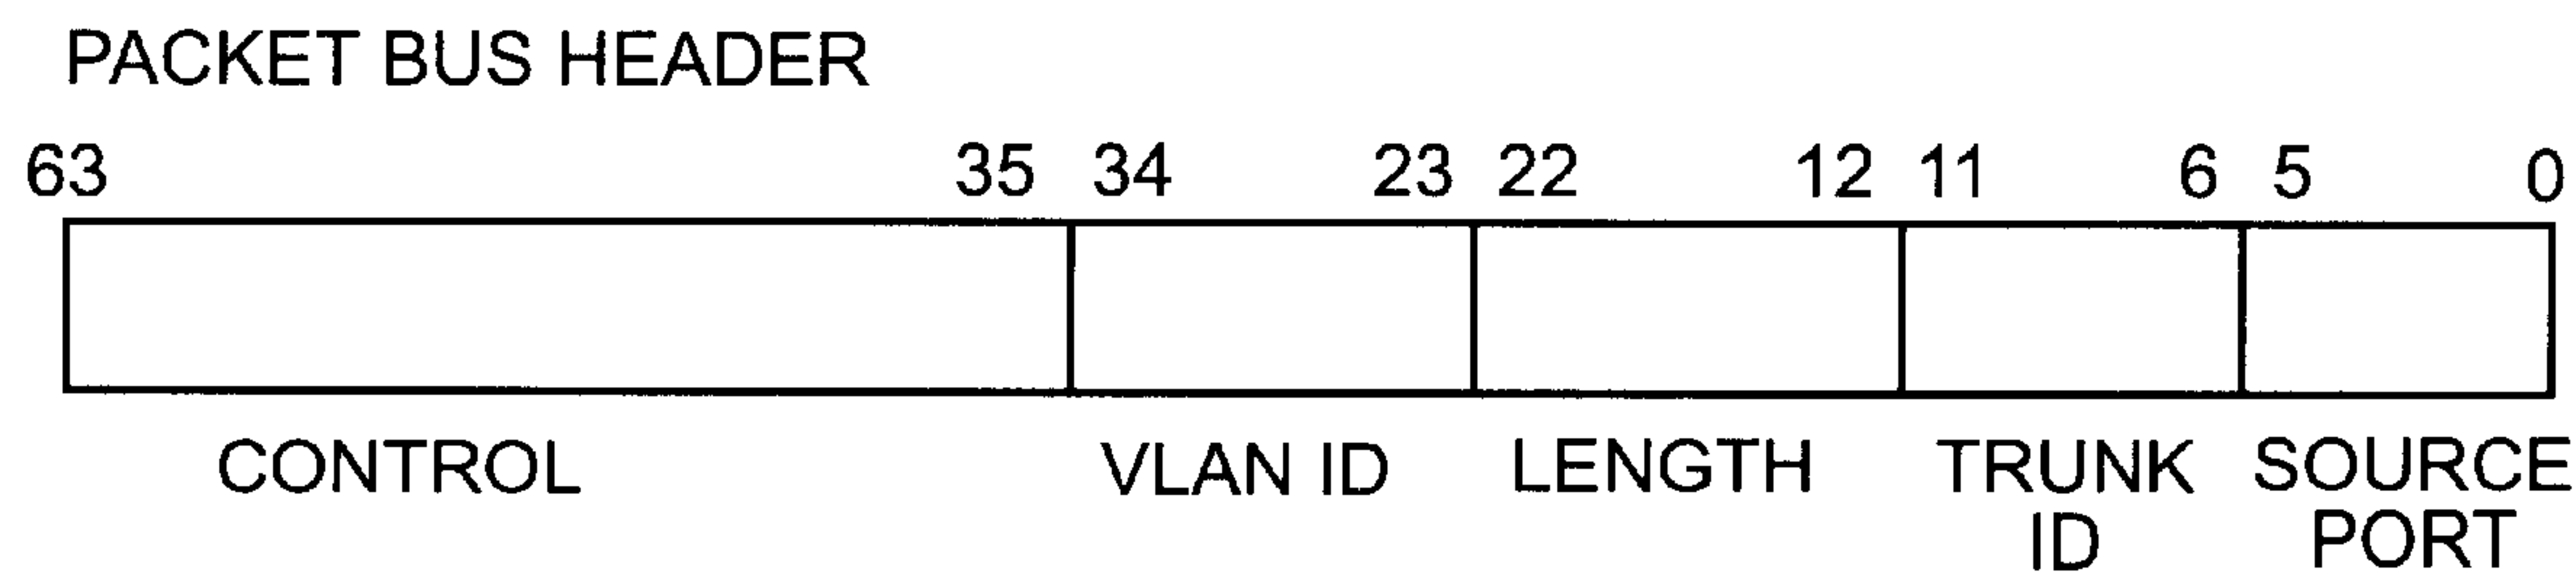 PACKET BUS HEADER
63 35 34 23 22 12 11 6 5 0
CONTROL VLAN ID LENGTH TRUNK ID SOURCE PORT